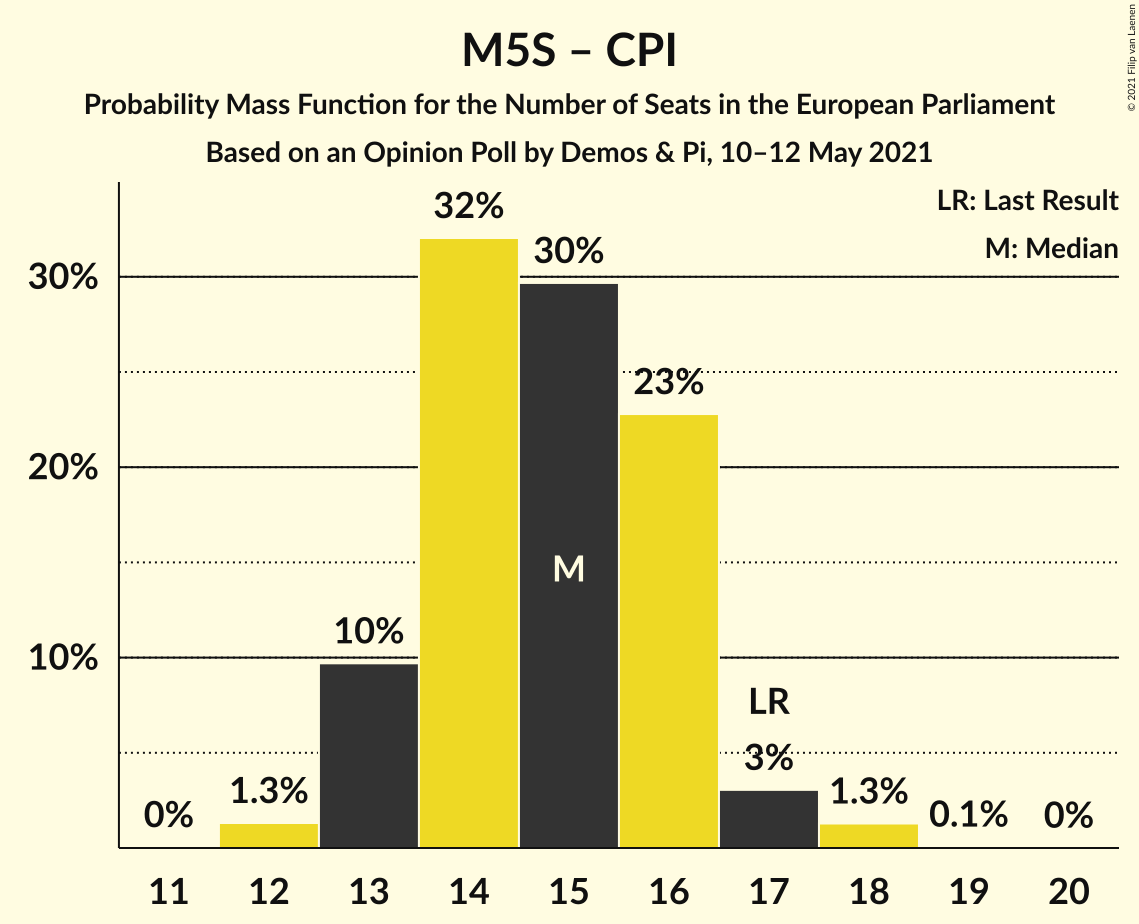 M5S – CPI
Probability Mass Function for the Number of Seats in the European Parliament
Based on an Opinion Poll by Demos & Pi, 10–12 May 2021
© 2021 Filip van Laenen
LR: Last Result
M: Median
30%
20%
10%
0%
1.3%
10%
32%
30%
M
23%
LR
3%
1.3%
0.1%
0%
11 12 13 14 15 16 17 18 19 20